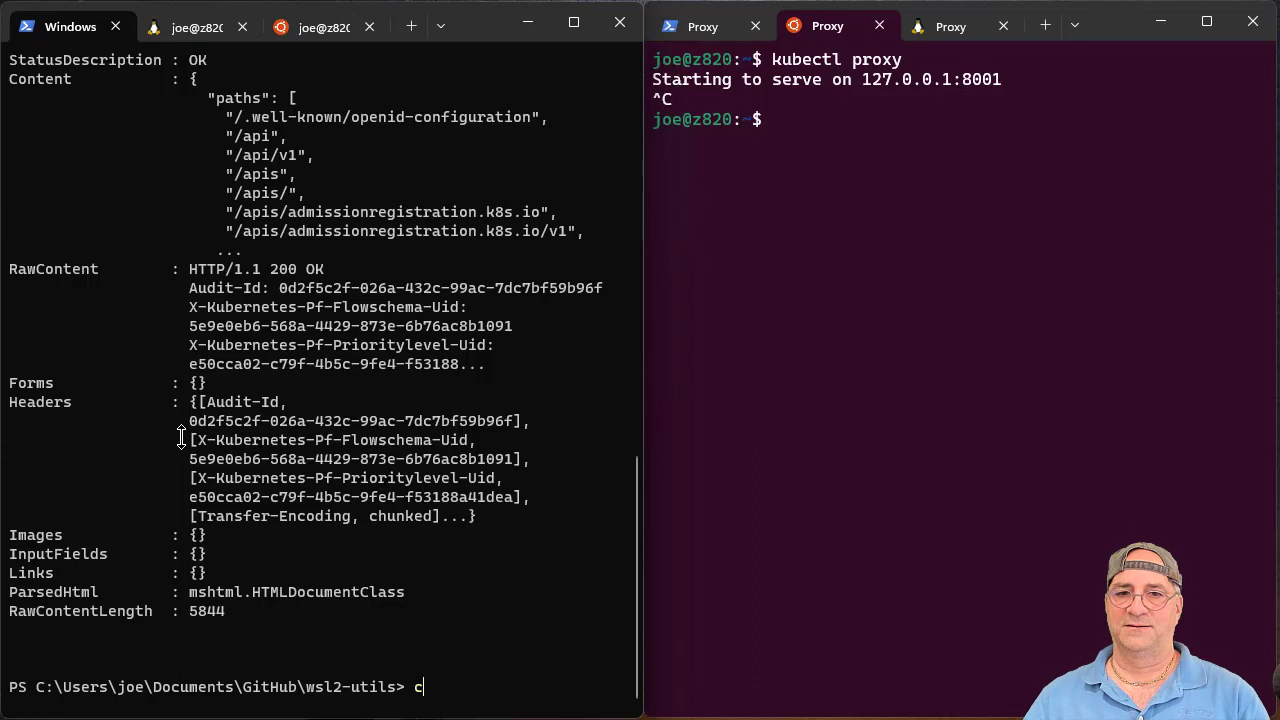 Windows
joe@z820
joe@z820
StatusDescription : OK
Content           : {
"paths": [
"/.well-known/openid-configuration",
"/api",
"/api/v1",
"/apis",
"/apis/",
"/apis/admissionregistration.k8s.io",
"/apis/admissionregistration.k8s.io/v1",
...
RawContent        : HTTP/1.1 200 OK
Audit-Id: 0d2f5c2f-026a-432c-99ac-7dc7bf59b96f
X-Kubernetes-Pf-Flowschema-Uid:
5e9e0eb6-568a-4429-873e-6b76ac8b1091
X-Kubernetes-Pf-Prioritylevel-Uid:
e50cca02-c79f-4b5c-9fe4-f53188...
Forms             : {}
Headers           : {[Audit-Id,
0d2f5c2f-026a-432c-99ac-7dc7bf59b96f],
[X-Kubernetes-Pf-Flowschema-Uid,
5e9e0eb6-568a-4429-873e-6b76ac8b1091],
[X-Kubernetes-Pf-Prioritylevel-Uid,
e50cca02-c79f-4b5c-9fe4-f53188a41dea],
[Transfer-Encoding, chunked]...}
Images            : {}
InputFields       : {}
Links             : {}
ParsedHtml        : mshtml.HTMLDocumentClass
RawContentLength  : 5844
PS C:\Users\joe\Documents\GitHub\wsl2-utils> c
Proxy
Proxy
Proxy
joe@z820:~$ kubectl proxy
Starting to serve on 127.0.0.1:8001
^C
joe@z820:~$